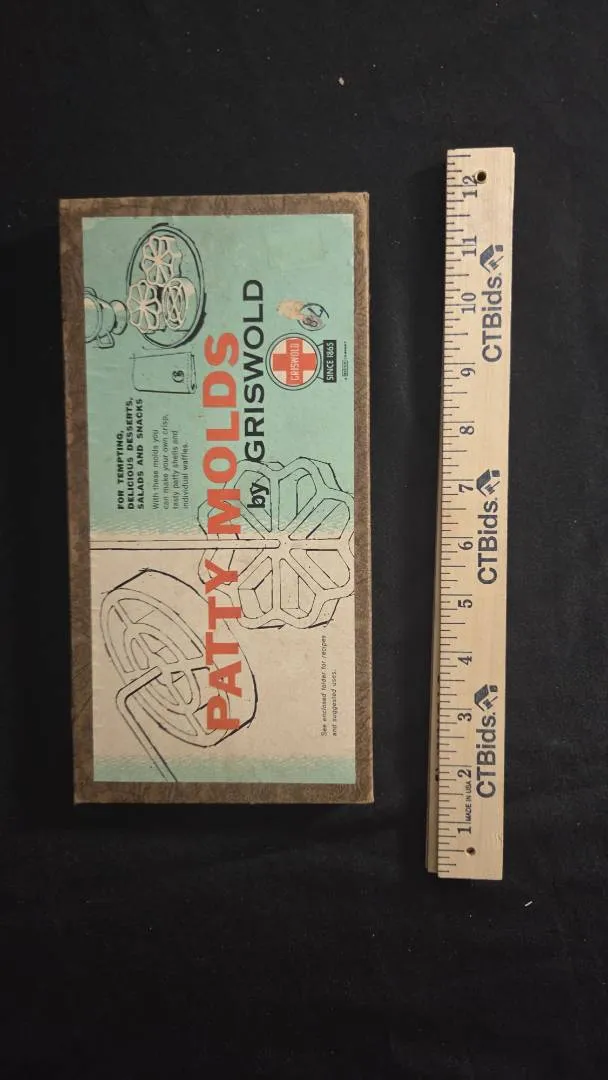 FOR TEMPTING,
DELICIOUS DESSERTS,
SALADS AND SNACKS
With these molds you
can make your own crisp,
tasty patty shells and
individual waffles.
PATTY MOLDS
by GRISWOLD
GRISWOLD
SINCE 1865
See enclosed folder for recipes
and suggested uses.
1 2 3 4 5 6 7 8 9 10 11 12
MADE IN USA
CTBids.
CTBids.
CTBids.